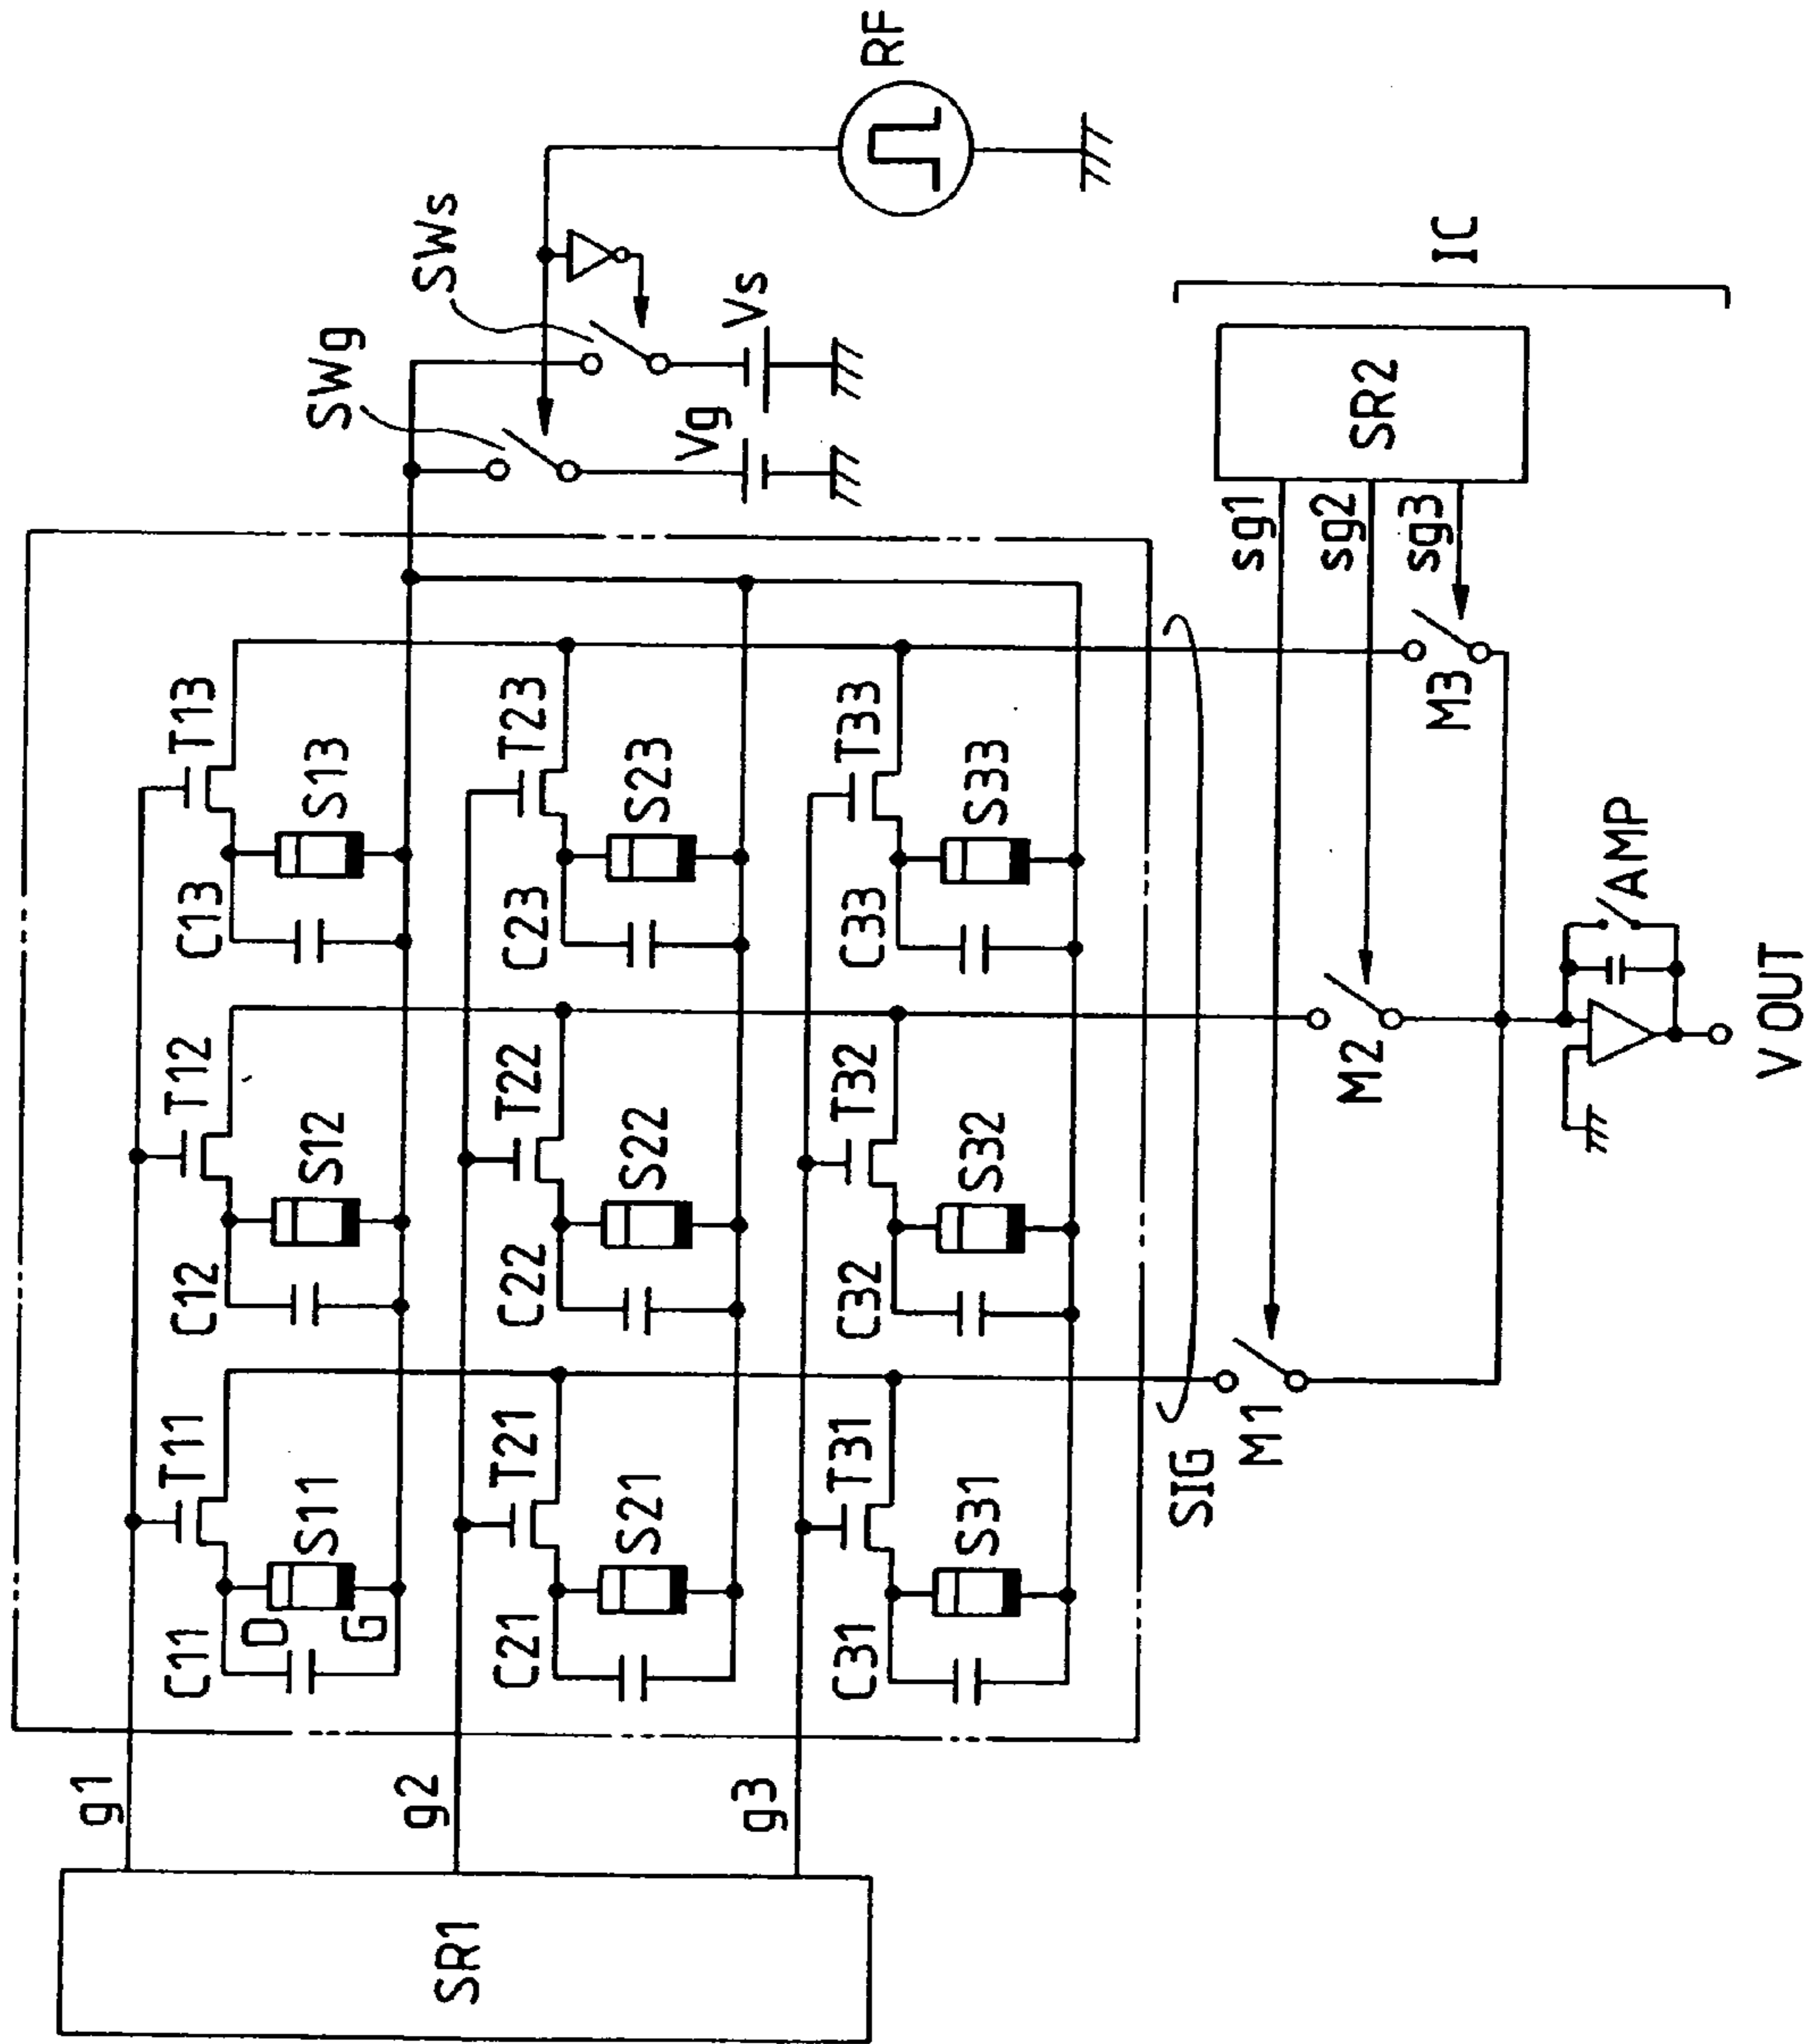 SR1
g1
g2
g3
C11
D
G
S11
T11
C12
S12
T12
C13
S13
T13
C21
S21
T21
C22
S22
T22
C23
S23
T23
C31
S31
T31
C32
S32
T32
C33
S33
T33
SWg
SWs
Vg
Vs
RF
SIG
M1
M2
M3
sg1
sg2
sg3
SR2
IC
AMP
V OUT